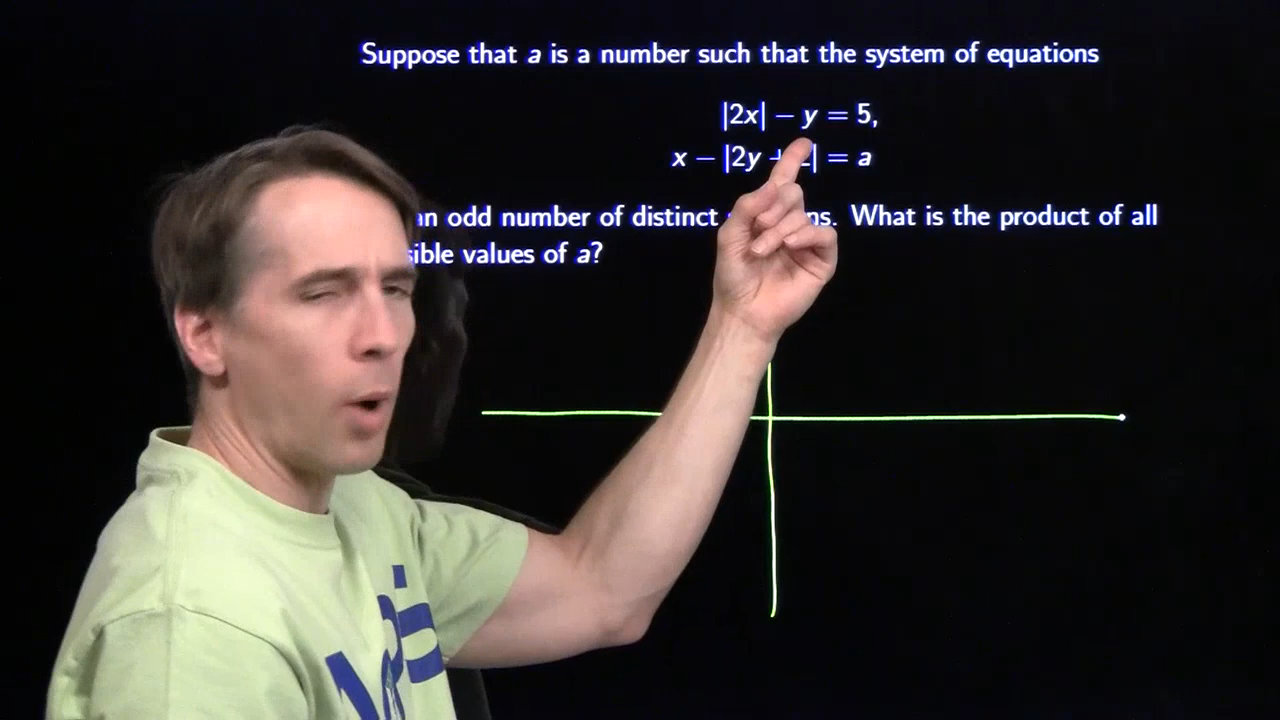 Suppose that a is a number such that the system of equations
|2x| − y = 5,
x − |2y + 2| = a
an odd number of distinct What is the product of all
values of a?